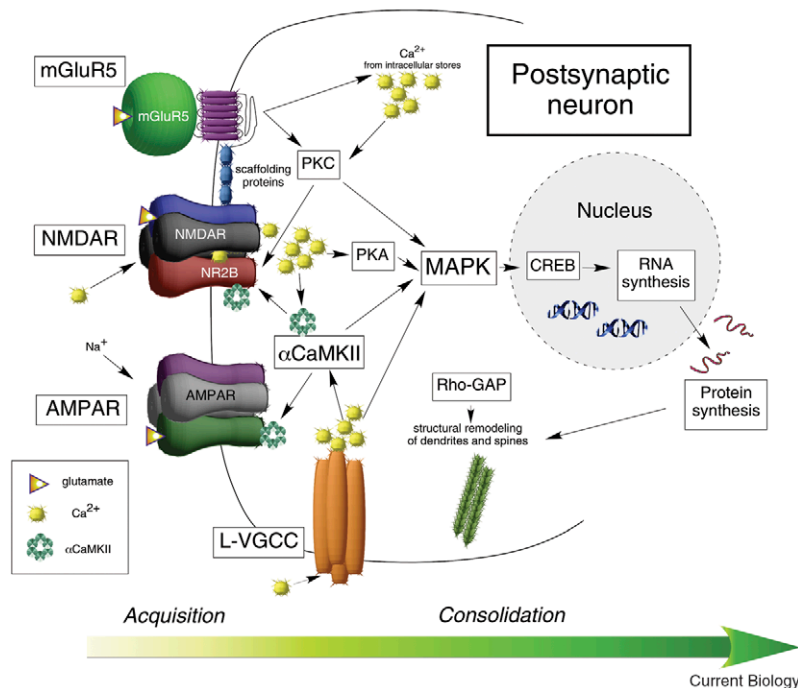 mGluR5
mGluR5
Ca2+
from intracellular stores
Postsynaptic
neuron
PKC
scaffolding
proteins
Nucleus
NMDAR
NMDAR
NR2B
PKA
MAPK
CREB
RNA
synthesis
αCaMKII
Na+
AMPAR
AMPAR
Rho-GAP
structural remodeling
of dendrites and spines
Protein
synthesis
glutamate
Ca2+
αCaMKII
L-VGCC
Acquisition
Consolidation
Current Biology